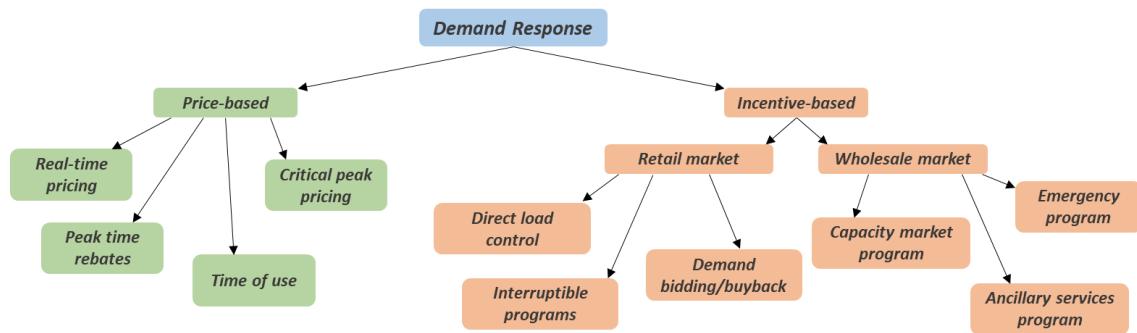 Demand Response
Price-based
Incentive-based
Real-time
pricing
Critical peak
pricing
Peak time
rebates
Time of use
Retail market
Wholesale market
Direct load
control
Interruptible
programs
Demand
bidding/buyback
Capacity market
program
Emergency
program
Ancillary services
program